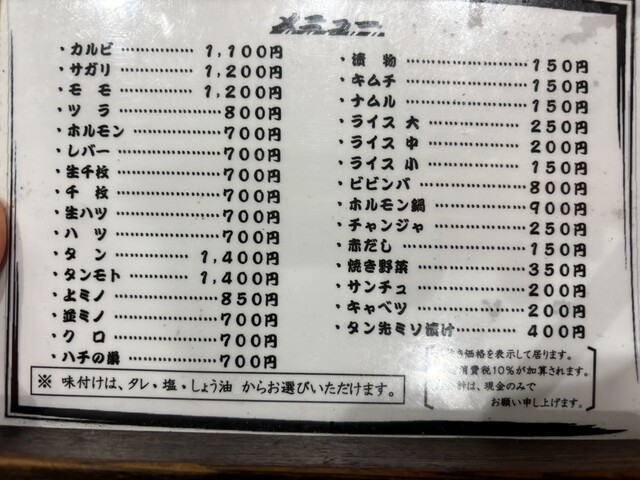 メニュー
・カルビ…………1,100円
・サガリ…………1,200円
・モ モ…………1,200円
・ツ ラ…………800円
・ホルモン…………700円
・レバー…………700円
・生千枚…………700円
・千 枚…………700円
・生ハツ…………700円
・ハ ツ…………700円
・タ ン…………1,400円
・タンモト…………1,400円
・上ミノ…………850円
・並ミノ…………700円
・ク ロ…………700円
・ハチの巣…………700円
・漬 物…………150円
・キムチ…………150円
・ナムル…………150円
・ライス 大…………250円
・ライス 中…………200円
・ライス 小…………150円
・ビビンバ…………800円
・ホルモン鍋…………900円
・チャンジャ…………250円
・赤だし…………150円
・焼き野菜…………350円
・サンチュ…………200円
・キャベツ…………200円
・タン先ミソ漬け…………400円
※ 味付けは、タレ・塩・しょう油 からお選びいただけます。
き価格を表示して居ります。
消費税10%が加算されます。
計は、現金のみで
お願い申し上げます。